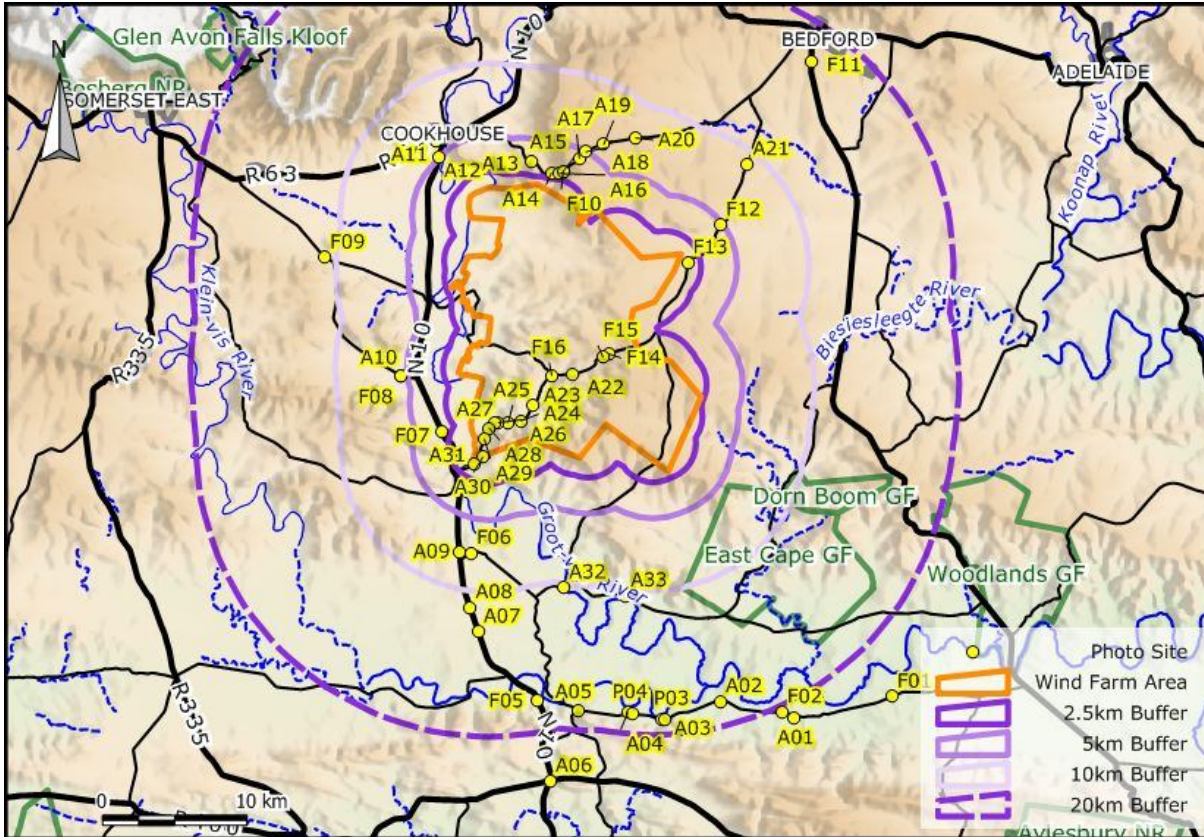 Glen Avon Falls Kloof
N
Bosberg NR
SOMERSET EAST
N10
BEDFORD
F11
ADELAIDE
COOKHOUSE
A11
A12
A13
A15
A17
A19
A20
A18
A16
A14
F10
A21
F12
F13
R63
F09
Koonap River
Klein-vis River
R335
N10
A10
F08
F07
F16
F15
F14
A22
A23
A25
A24
A27
A26
A28
A31
A29
A30
Biesiesleegte River
Dorn Boom GF
East Cape GF
Woodlands GF
Groot-vis River
F06
A09
A32
A33
A08
A07
F05
A05
P04
P03
A02
F02
F01
A04
A03
A01
A06
N10
R335
0 10 km
Photo Site
Wind Farm Area
2.5km Buffer
5km Buffer
10km Buffer
20km Buffer
Aylesbury NR